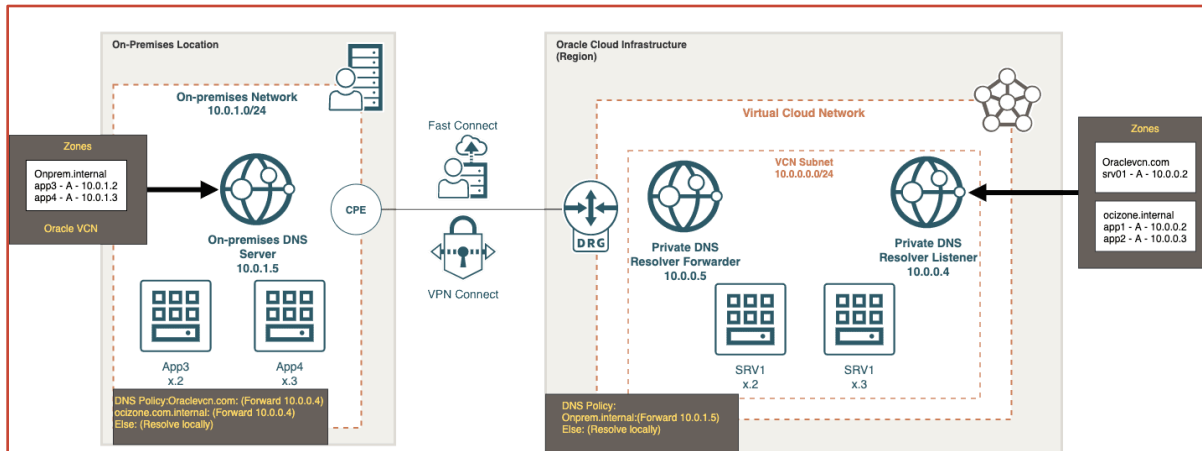 On-Premises Location
On-premises Network
10.0.1.0/24
Zones
Onprem.internal
app3 - A - 10.0.1.2
app4 - A - 10.0.1.3
Oracle VCN
On-premises DNS
Server
10.0.1.5
App3
x.2
App4
x.3
DNS Policy:Oraclevcn.com: (Forward 10.0.0.4)
ocizone.com.internal: (Forward 10.0.0.4)
Else: (Resolve locally)
CPE
Fast Connect
VPN Connect
Oracle Cloud Infrastructure
(Region)
Virtual Cloud Network
VCN Subnet
10.0.0.0.0/24
DRG
Private DNS
Resolver Forwarder
10.0.0.5
Private DNS
Resolver Listener
10.0.0.4
SRV1
x.2
SRV1
x.3
DNS Policy:
Onprem.internal:(Forward 10.0.1.5)
Else: (Resolve locally)
Zones
Oraclevcn.com
srv01 - A - 10.0.0.2
ocizone.internal
app1 - A - 10.0.0.2
app2 - A - 10.0.0.3